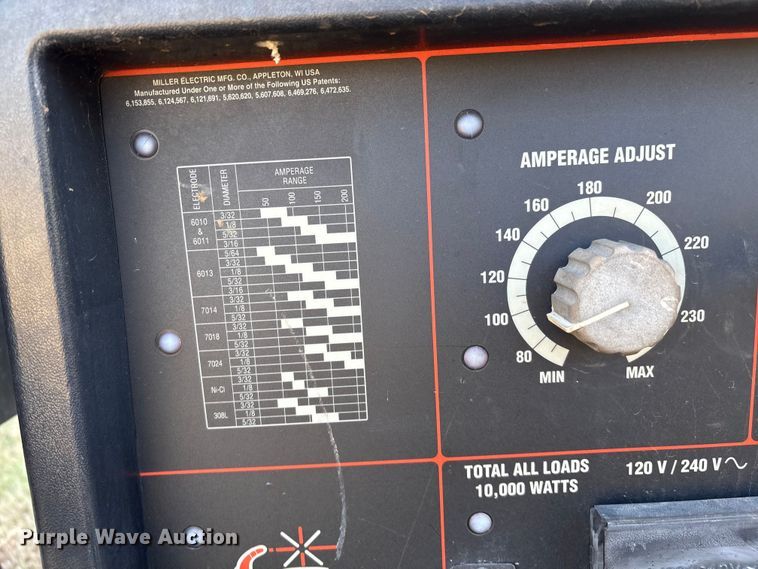 MILLER ELECTRIC MFG. CO., APPLETON, WI USA
Manufactured Under One or More of the Following US Patents:
6,153,855, 6,124,567, 6,121,691, 5,620,620, 5,607,608, 6,469,276, 6,472,635.
ELECTRODE
DIAMETER
AMPERAGE
RANGE
50
100
150
200
6010
&
6011
3/32
1/8
5/32
3/16
6013
5/64
3/32
1/8
5/32
3/16
7014
3/32
1/8
5/32
7018
3/32
1/8
5/32
7024
3/32
1/8
5/32
Ni-Cl
3/32
1/8
5/32
308L
3/32
1/8
5/32
AMPERAGE ADJUST
80
100
120
140
160
180
200
220
230
MIN
MAX
TOTAL ALL LOADS
10,000 WATTS
120 V / 240 V
Purple Wave Auction